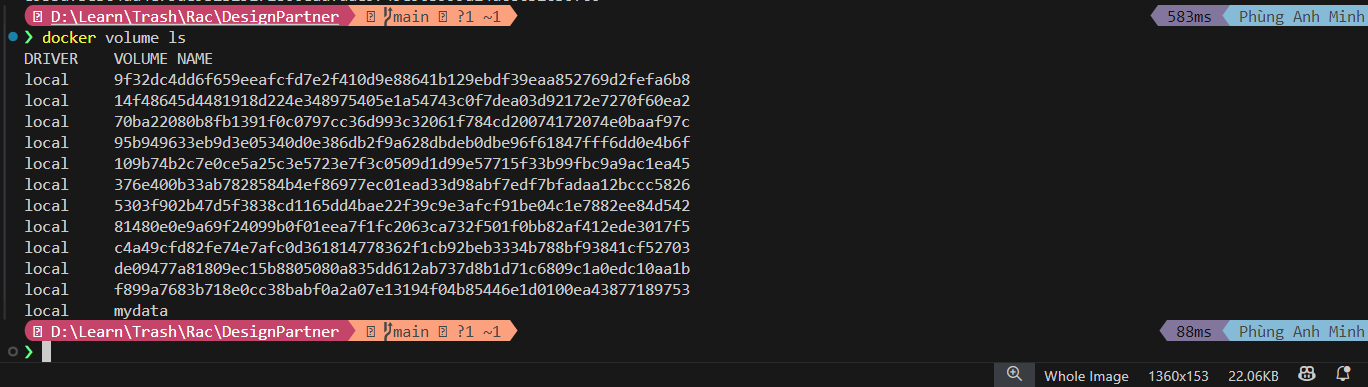 D:\Learn\Trash\Rac\DesignPartner main ?1 ~1 583ms Phùng Anh Minh
❯ docker volume ls
DRIVER VOLUME NAME
local 9f32dc4dd6f659eeafcfd7e2f410d9e88641b129ebdf39eaa852769d2fefa6b8
local 14f48645d4481918d224e348975405e1a54743c0f7dea03d92172e7270f60ea2
local 70ba22080b8fb1391f0c0797cc36d993c32061f784cd20074172074e0baaf97c
local 95b949633eb9d3e05340d0e386db2f9a628dbdeb0dbe96f61847fff6dd0e4b6f
local 109b74b2c7e0ce5a25c3e5723e7f3c0509d1d99e57715f33b99fbc9a9ac1ea45
local 376e400b33ab7828584b4ef86977ec01ead33d98abf7edf7bfadaa12bccc5826
local 5303f902b47d5f3838cd1165dd4bae22f39c9e3afcf91be04c1e7882ee84d542
local 81480e0e9a69f24099b0f01eea7f1fc2063ca732f501f0bb82af412ede3017f5
local c4a49cfd82fe74e7afc0d361814778362f1cb92beb3334b788bf93841cf52703
local de09477a81809ec15b8805080a835dd612ab737d8b1d71c6809c1a0edc10aa1b
local f899a7683b718e0cc38babf0a2a07e13194f04b85446e1d0100ea43877189753
local mydata
D:\Learn\Trash\Rac\DesignPartner main ?1 ~1 88ms Phùng Anh Minh
❯
Whole Image 1360x153 22.06KB